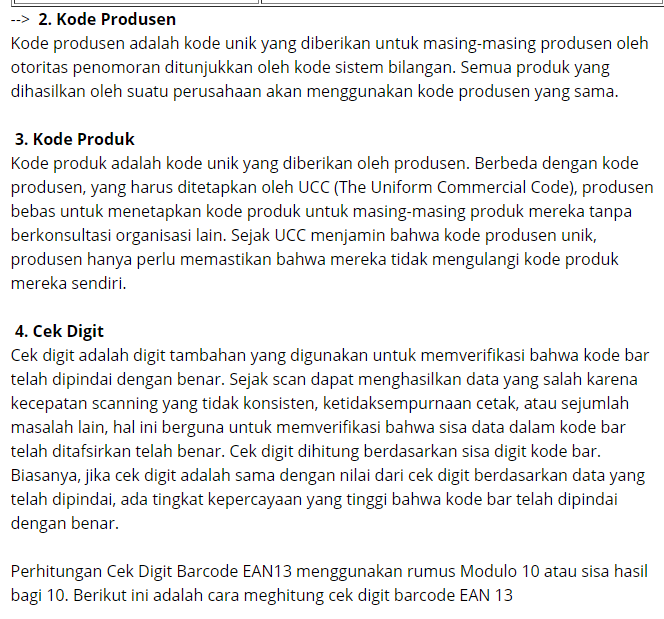 --> 2. Kode Produsen
Kode produsen adalah kode unik yang diberikan untuk masing-masing produsen oleh
otoritas penomoran ditunjukkan oleh kode sistem bilangan. Semua produk yang
dihasilkan oleh suatu perusahaan akan menggunakan kode produsen yang sama.
3. Kode Produk
Kode produk adalah kode unik yang diberikan oleh produsen. Berbeda dengan kode
produsen, yang harus ditetapkan oleh UCC (The Uniform Commercial Code), produsen
bebas untuk menetapkan kode produk untuk masing-masing produk mereka tanpa
berkonsultasi organisasi lain. Sejak UCC menjamin bahwa kode produsen unik,
produsen hanya perlu memastikan bahwa mereka tidak mengulangi kode produk
mereka sendiri.
4. Cek Digit
Cek digit adalah digit tambahan yang digunakan untuk memverifikasi bahwa kode bar
telah dipindai dengan benar. Sejak scan dapat menghasilkan data yang salah karena
kecepatan scanning yang tidak konsisten, ketidaksempurnaan cetak, atau sejumlah
masalah lain, hal ini berguna untuk memverifikasi bahwa sisa data dalam kode bar
telah ditafsirkan telah benar. Cek digit dihitung berdasarkan sisa digit kode bar.
Biasanya, jika cek digit adalah sama dengan nilai dari cek digit berdasarkan data yang
telah dipindai, ada tingkat kepercayaan yang tinggi bahwa kode bar telah dipindai
dengan benar.
Perhitungan Cek Digit Barcode EAN13 menggunakan rumus Modulo 10 atau sisa hasil
bagi 10. Berikut ini adalah cara meghitung cek digit barcode EAN 13